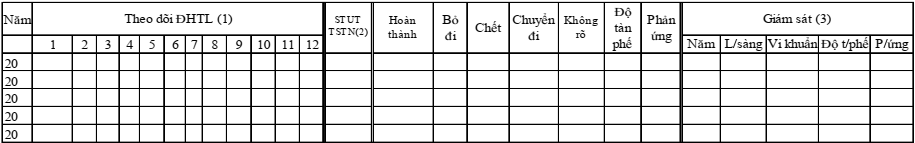 Năm Theo dõi ĐHTL (1) STUT TSTN(2) Hoàn thành Bỏ đi Chết Chuyển đi Không rõ Độ tàn phế Phản ứng Giám sát (3)
1 2 3 4 5 6 7 8 9 10 11 12 Năm L/sàng Vi khuẩn Độ t/phế P/ứng
20
20
20
20
20